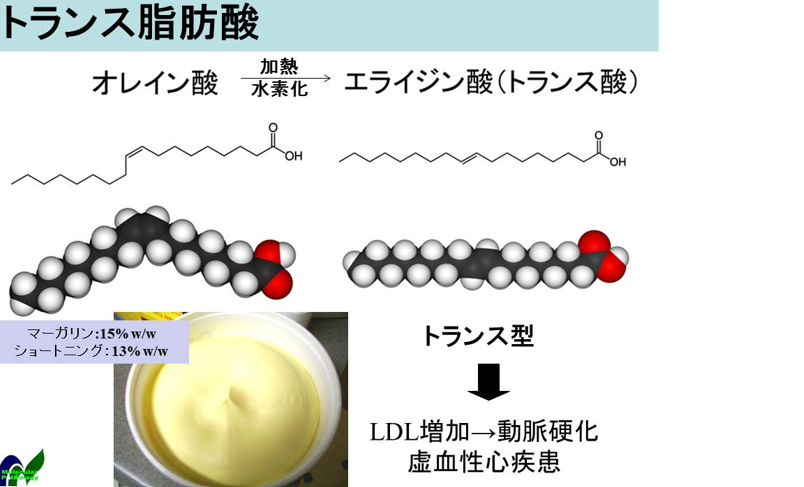 トランス脂肪酸
オレイン酸
加熱
水素化
エライジン酸（トランス酸）
O
OH
O
OH
マーガリン:15% w/w
ショートニング：13% w/w
トランス型
LDL増加→動脈硬化
虚血性心疾患
Molecular
Pathology